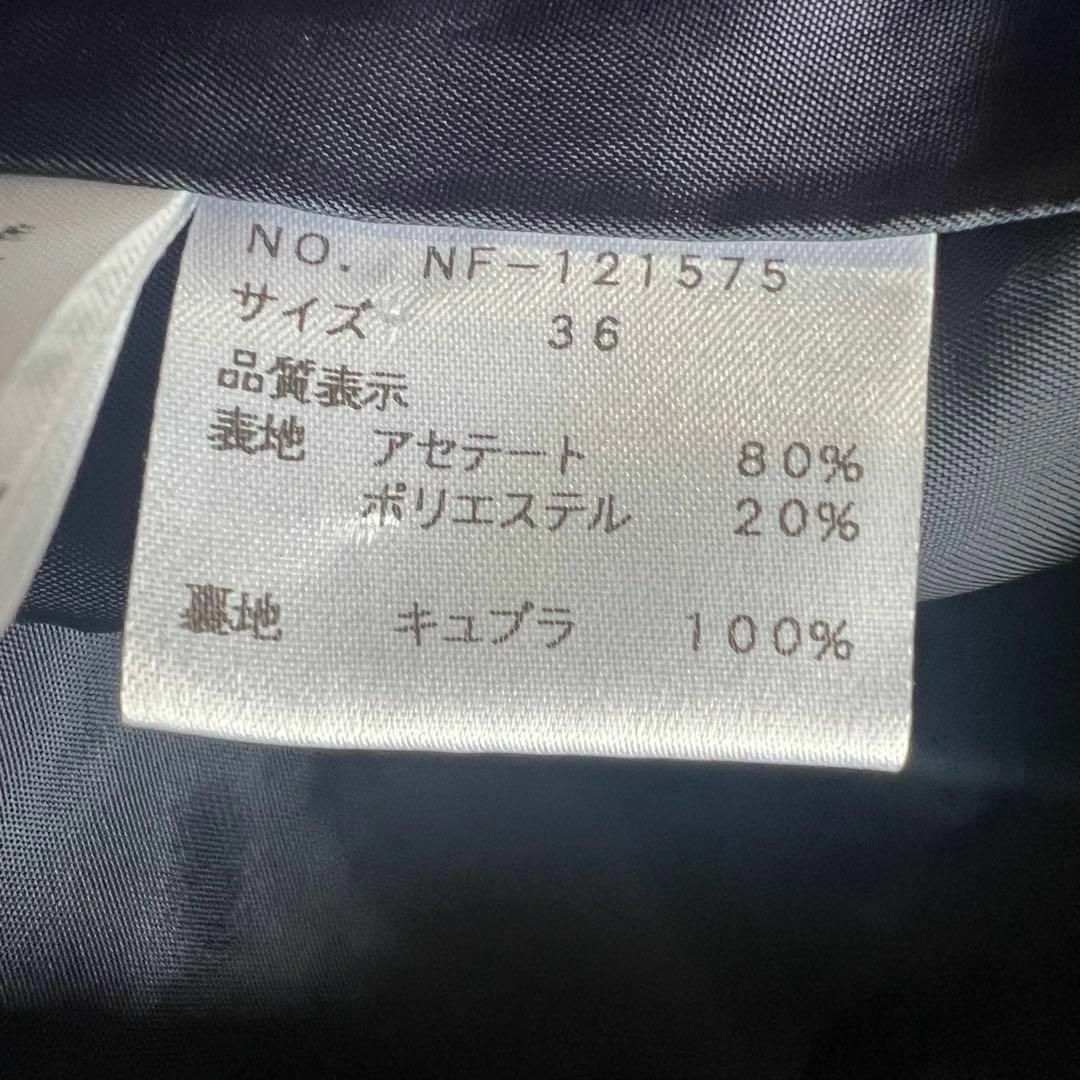 NO. NF-121575
サイズ 36
品質表示
表地 アセテート 80%
ポリエステル 20%
裏地 キュプラ 100%